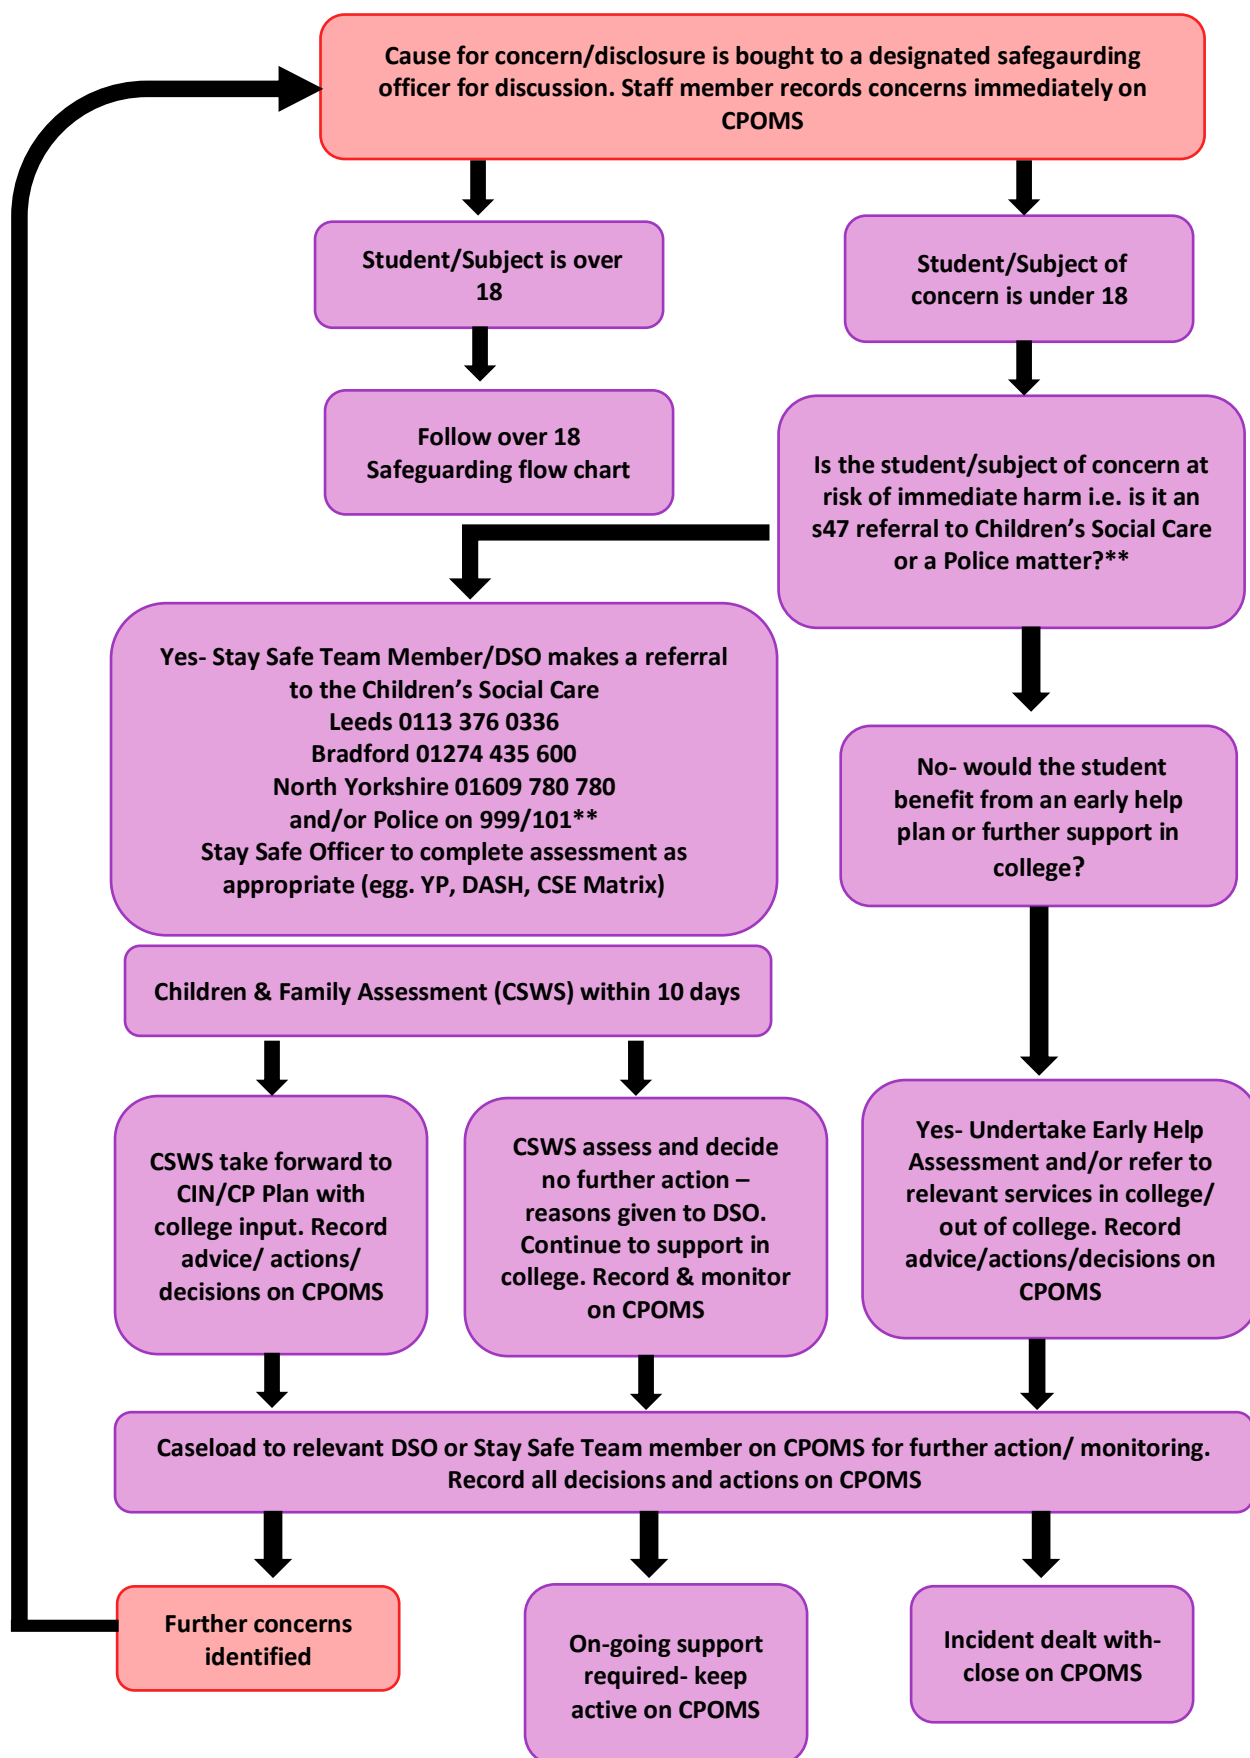 Cause for concern/disclosure is bought to a designated safegaurding
officer for discussion. Staff member records concerns immediately on
CPOMS
Student/Subject is over
18
Student/Subject of
concern is under 18
Follow over 18
Safeguarding flow chart
Is the student/subject of concern at
risk of immediate harm i.e. is it an
s47 referral to Children’s Social Care
or a Police matter?**
Yes- Stay Safe Team Member/DSO makes a referral
to the Children’s Social Care
Leeds 0113 376 0336
Bradford 01274 435 600
North Yorkshire 01609 780 780
and/or Police on 999/101**
Stay Safe Officer to complete assessment as
appropriate (egg. YP, DASH, CSE Matrix)
No- would the student
benefit from an early help
plan or further support in
college?
Children & Family Assessment (CSWS) within 10 days
CSWS take forward to
CIN/CP Plan with
college input. Record
advice/ actions/
decisions on CPOMS
CSWS assess and decide
no further action –
reasons given to DSO.
Continue to support in
college. Record & monitor
on CPOMS
Yes- Undertake Early Help
Assessment and/or refer to
relevant services in college/
out of college. Record
advice/actions/decisions on
CPOMS
Caseload to relevant DSO or Stay Safe Team member on CPOMS for further action/ monitoring.
Record all decisions and actions on CPOMS
Further concerns
identified
On-going support
required- keep
active on CPOMS
Incident dealt with-
close on CPOMS